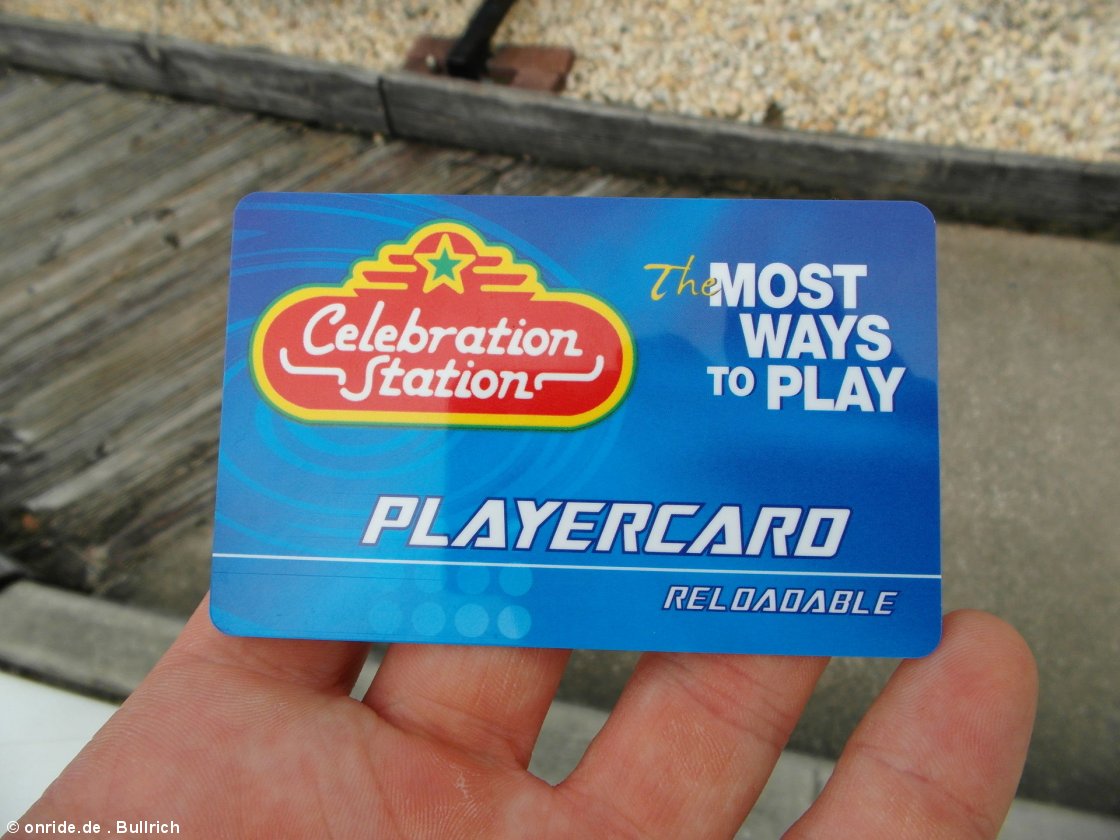 Celebration
Station
The MOST
WAYS
TO PLAY
PLAYERCARD
RELOADABLE
© onride.de . Bullrich